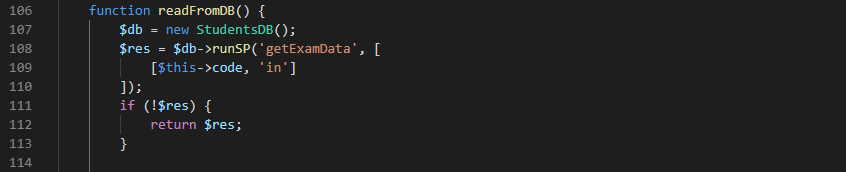 106 function readFromDB() {
107 $db = new StudentsDB();
108 $res = $db->runSP('getExamData', [
109 [$this->code, 'in']
110 ]);
111 if (!$res) {
112 return $res;
113 }
114